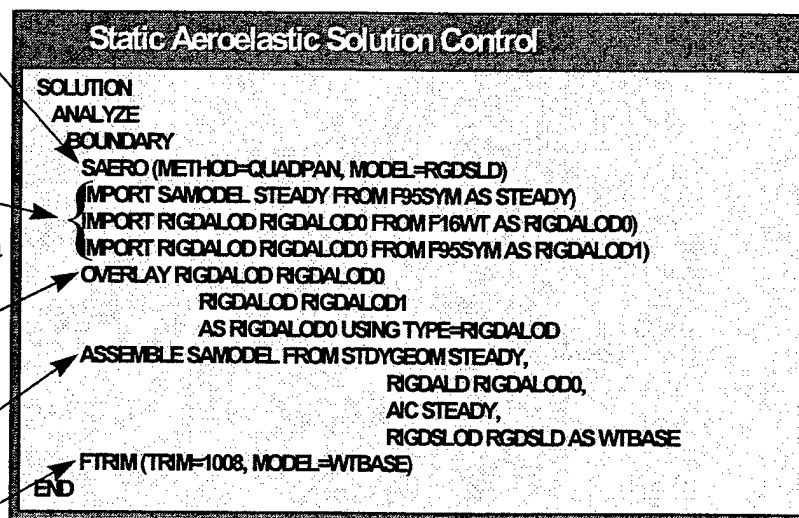 Static Aeroelastic Solution Control
SOLUTION
ANALYZE
BOUNDARY
SAERO (METHOD=QUADPAN, MODEL=RGDSLD)
IMPORT SAMODEL STEADY FROM F95SYM AS STEADY)
IMPORT RIGDALOD RIGDALOD0 FROM F16WT AS RIGDALOD0)
IMPORT RIGDALOD RIGDALOD0 FROM F95SYM AS RIGDALOD1)
OVERLAY RIGDALOD RIGDALOD0
RIGDALOD RIGDALOD1
AS RIGDALOD0 USING TYPE=RIGDALOD
ASSEMBLE SAMODEL FROM STDYGEOM STEADY,
RIGDALD RIGDALOD0,
AIC STEADY,
RIGDSLOD RGDSLD AS WTBASE
FTRIM (TRIM=1008, MODEL=WTBASE)
END